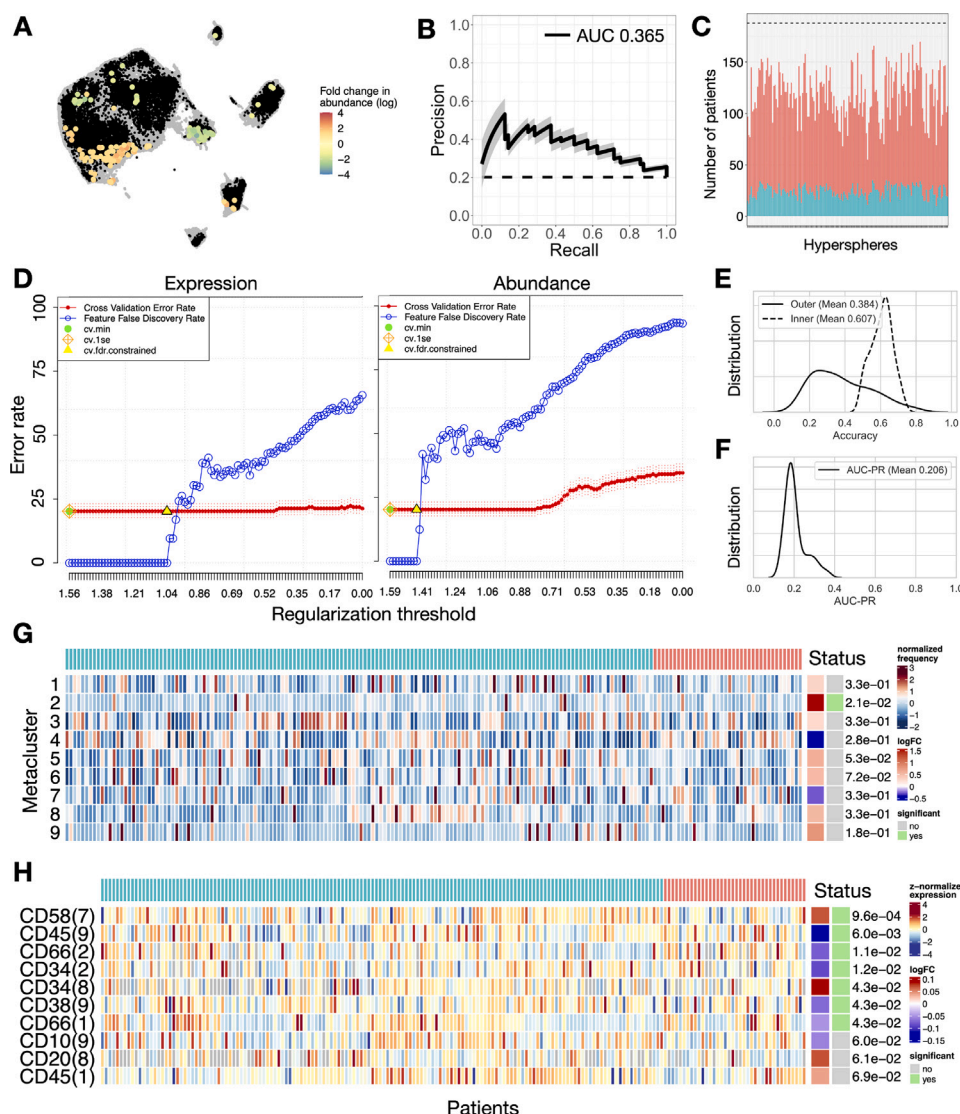 A
Fold change in
abundance (log)
4
2
0
−2
−4
B
AUC 0.365
Precision
1.0
0.8
0.6
0.4
0.2
0.0
0.0 0.2 0.4 0.6 0.8 1.0
Recall
C
Number of patients
150
100
50
0
Hyperspheres
D
Expression
Abundance
Error rate
100
75
50
25
0
Cross Validation Error Rate
Feature False Discovery Rate
cv.min
cv.1se
cv.fdr.constrained
Cross Validation Error Rate
Feature False Discovery Rate
cv.min
cv.1se
cv.fdr.constrained
1.56 1.38 1.21 1.04 0.86 0.69 0.52 0.35 0.17 0.00
1.59 1.41 1.24 1.06 0.88 0.71 0.53 0.35 0.18 0.00
Regularization threshold
E
Outer (Mean 0.384)
Inner (Mean 0.607)
Distribution
0.0 0.2 0.4 0.6 0.8 1.0
Accuracy
F
AUC-PR (Mean 0.206)
Distribution
0.0 0.2 0.4 0.6 0.8 1.0
AUC-PR
G
Status
Metacluster
1 3.3e−01
2 2.1e−02
3 3.3e−01
4 2.8e−01
5 5.3e−02
6 7.2e−02
7 3.3e−01
8 3.3e−01
9 1.8e−01
normalized
frequency
3
2
1
0
−1
−2
logFC
1.5
1
0.5
0
−0.5
significant
no
yes
H
Status
CD58(7) 9.6e−04
CD45(9) 6.0e−03
CD66(2) 1.1e−02
CD34(2) 1.2e−02
CD34(8) 4.3e−02
CD38(9) 4.3e−02
CD66(1) 4.3e−02
CD10(9) 6.0e−02
CD20(8) 6.1e−02
CD45(1) 6.9e−02
z−normalize
expression
4
2
0
−2
−4
logFC
0.1
0.05
0
−0.05
−0.1
−0.15
significant
no
yes
Patients